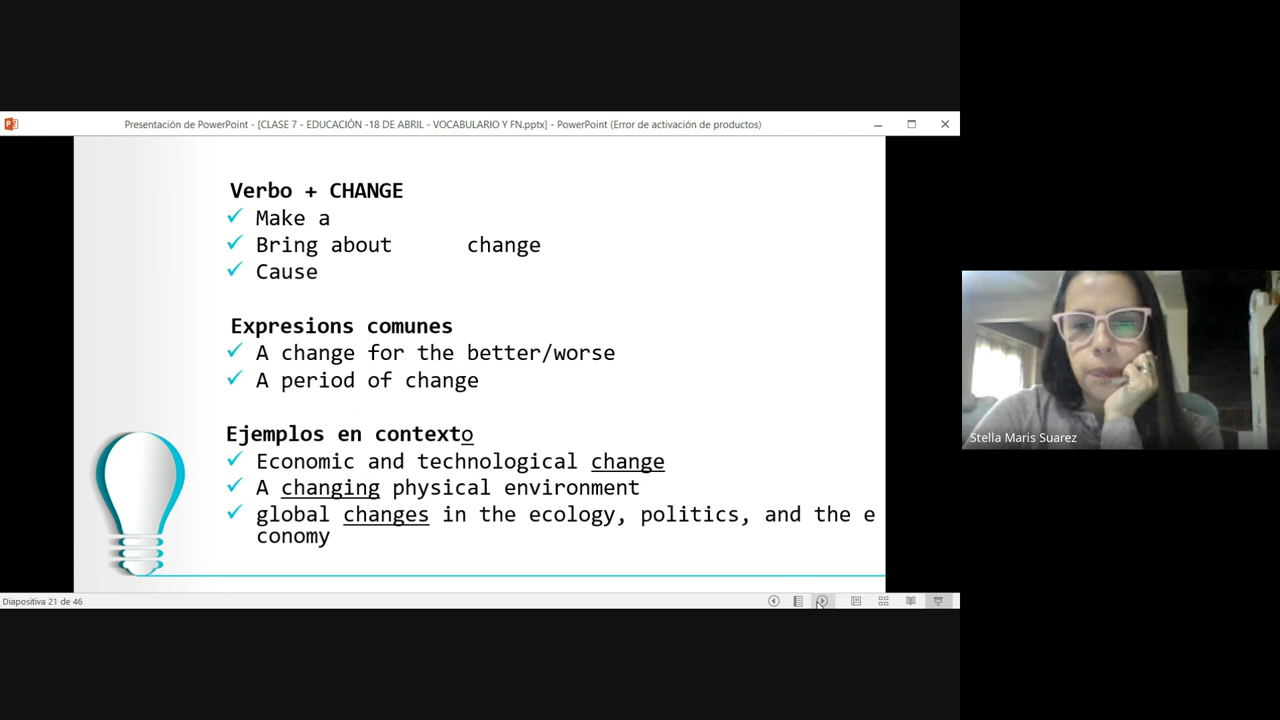 Presentación de PowerPoint - [CLASE 7 - EDUCACIÓN -18 DE ABRIL - VOCABULARIO Y FN.pptx] - PowerPoint (Error de activación de productos)
Verbo + CHANGE
✓ Make a
✓ Bring about change
✓ Cause
Expresions comunes
✓ A change for the better/worse
✓ A period of change
Ejemplos en contexto
✓ Economic and technological change
✓ A changing physical environment
✓ global changes in the ecology, politics, and the e
conomy
Stella Maris Suarez
Diapositiva 21 de 46